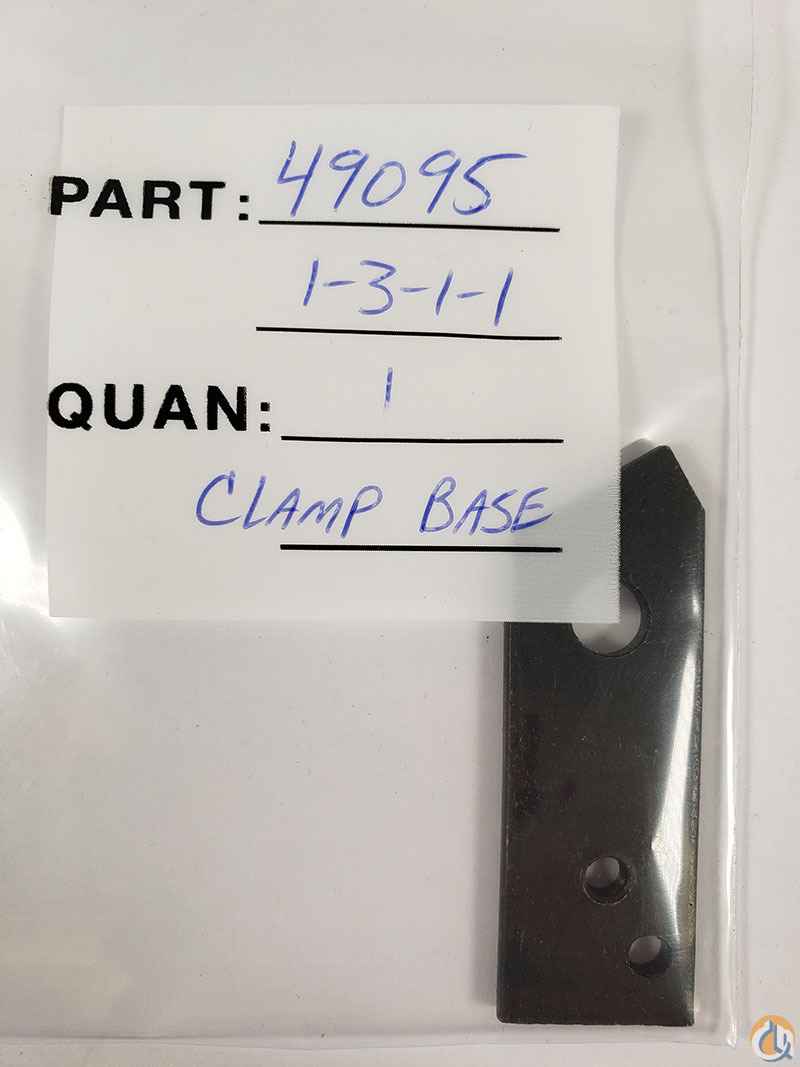 PART: 49095
1-3-1-1
QUAN: 1
CLAMP BASE